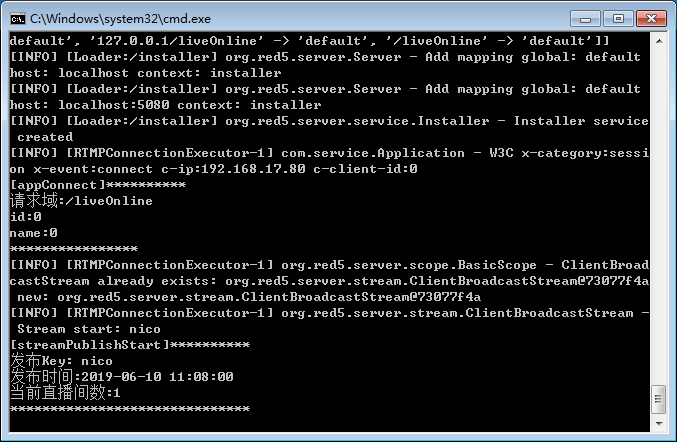 C:\Windows\system32\cmd.exe
default', '127.0.0.1/liveOnline' -> 'default', '/liveOnline' -> 'default']]
[INFO] [Loader:/installer] org.red5.server.Server - Add mapping global: default
host: localhost context: installer
[INFO] [Loader:/installer] org.red5.server.Server - Add mapping global: default
host: localhost:5080 context: installer
[INFO] [Loader:/installer] org.red5.server.service.Installer - Installer service
 created
[INFO] [RTMPConnectionExecutor-1] com.service.Application - W3C x-category:sessi
on x-event:connect c-ip:192.168.17.80 c-client-id:0
[appConnect]**********
请求域:/liveOnline
id:0
name:0
****************
[INFO] [RTMPConnectionExecutor-1] org.red5.server.scope.BasicScope - ClientBroad
castStream already exists: org.red5.server.stream.ClientBroadcastStream@73077f4a
 new: org.red5.server.stream.ClientBroadcastStream@73077f4a
[INFO] [RTMPConnectionExecutor-1] org.red5.server.stream.ClientBroadcastStream -
 Stream start: nico
[streamPublishStart]**********
发布Key: nico
发布时间:2019-06-10 11:08:00
当前直播间数:1
******************************